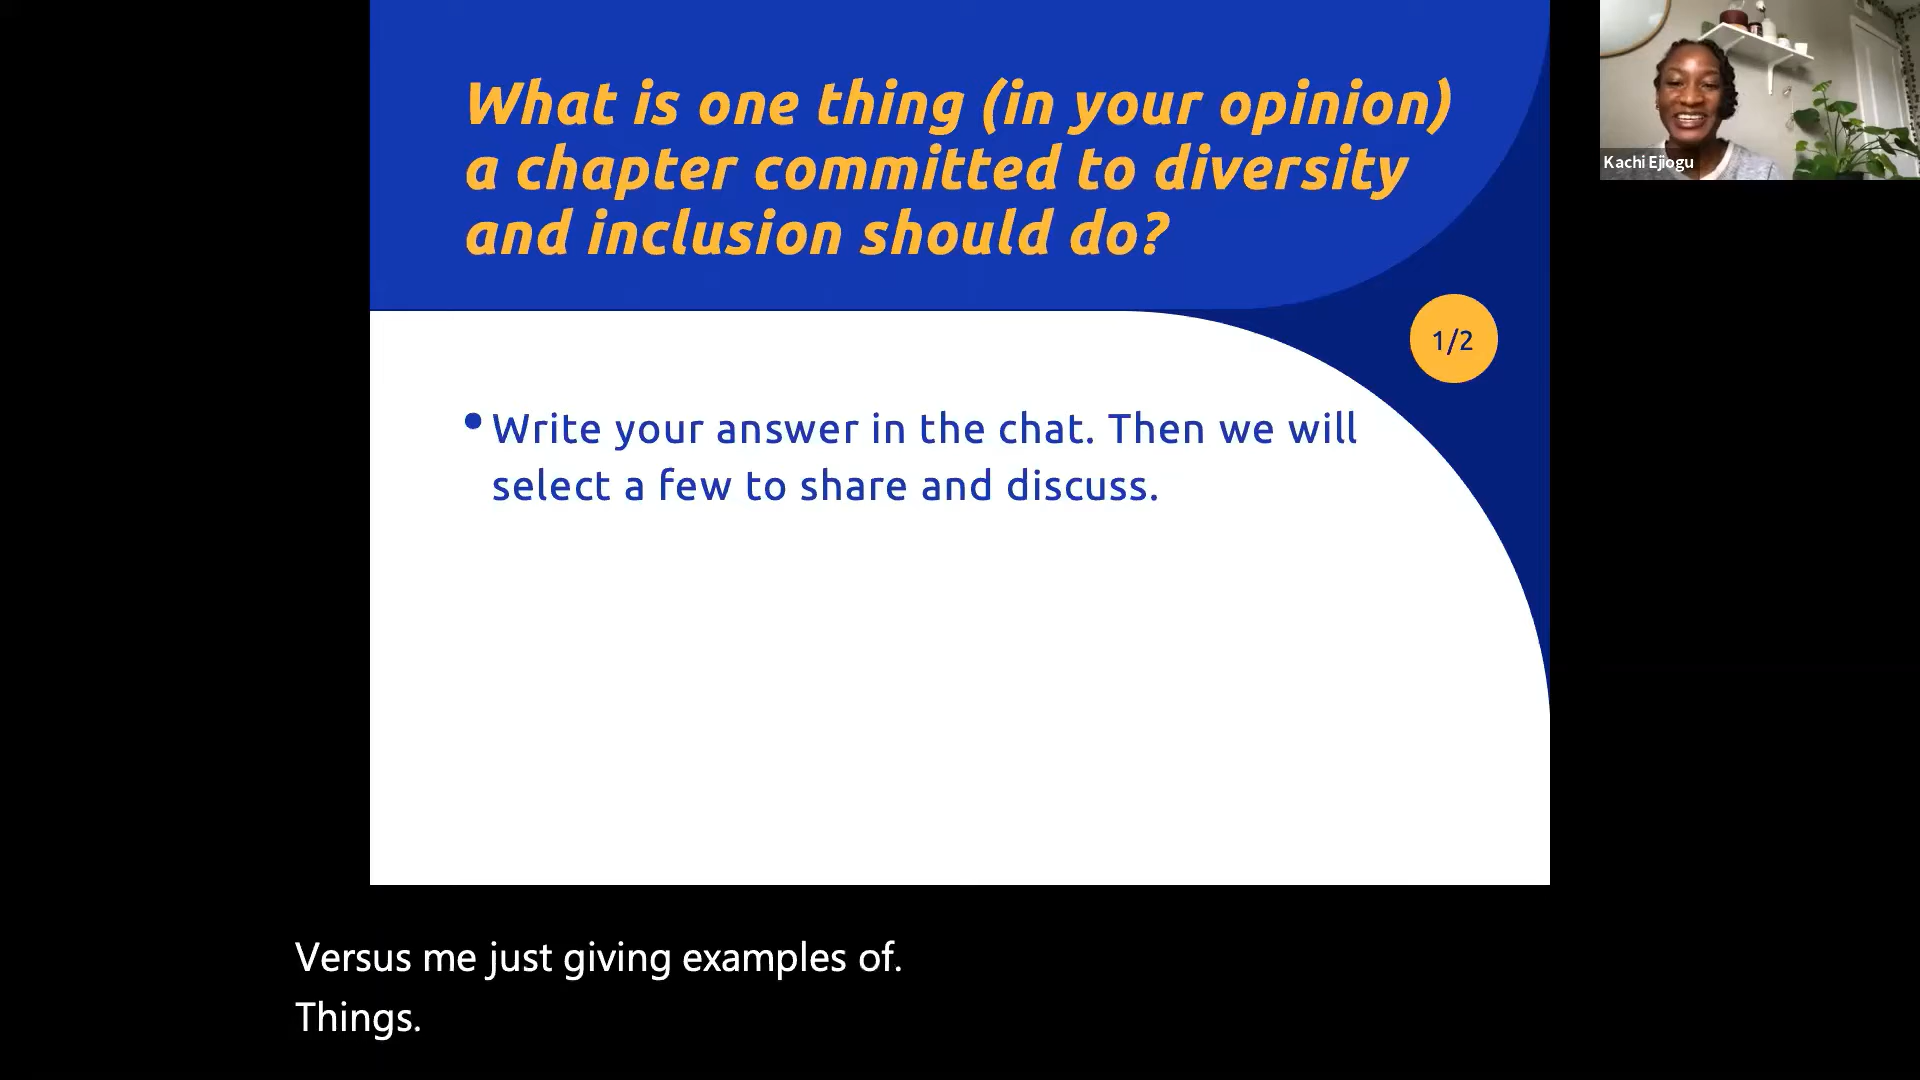 What is one thing (in your opinion)
a chapter committed to diversity
and inclusion should do?
1/2
• Write your answer in the chat. Then we will
select a few to share and discuss.
Kachi Ejiogu
Versus me just giving examples of.
Things.